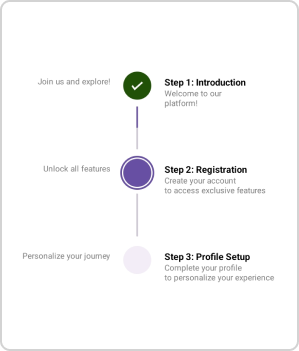 Join us and explore!
Step 1: Introduction
Welcome to our
platform!
Unlock all features
Step 2: Registration
Create your account
to access exclusive features
Personalize your journey
Step 3: Profile Setup
Complete your profile
to personalize your experience